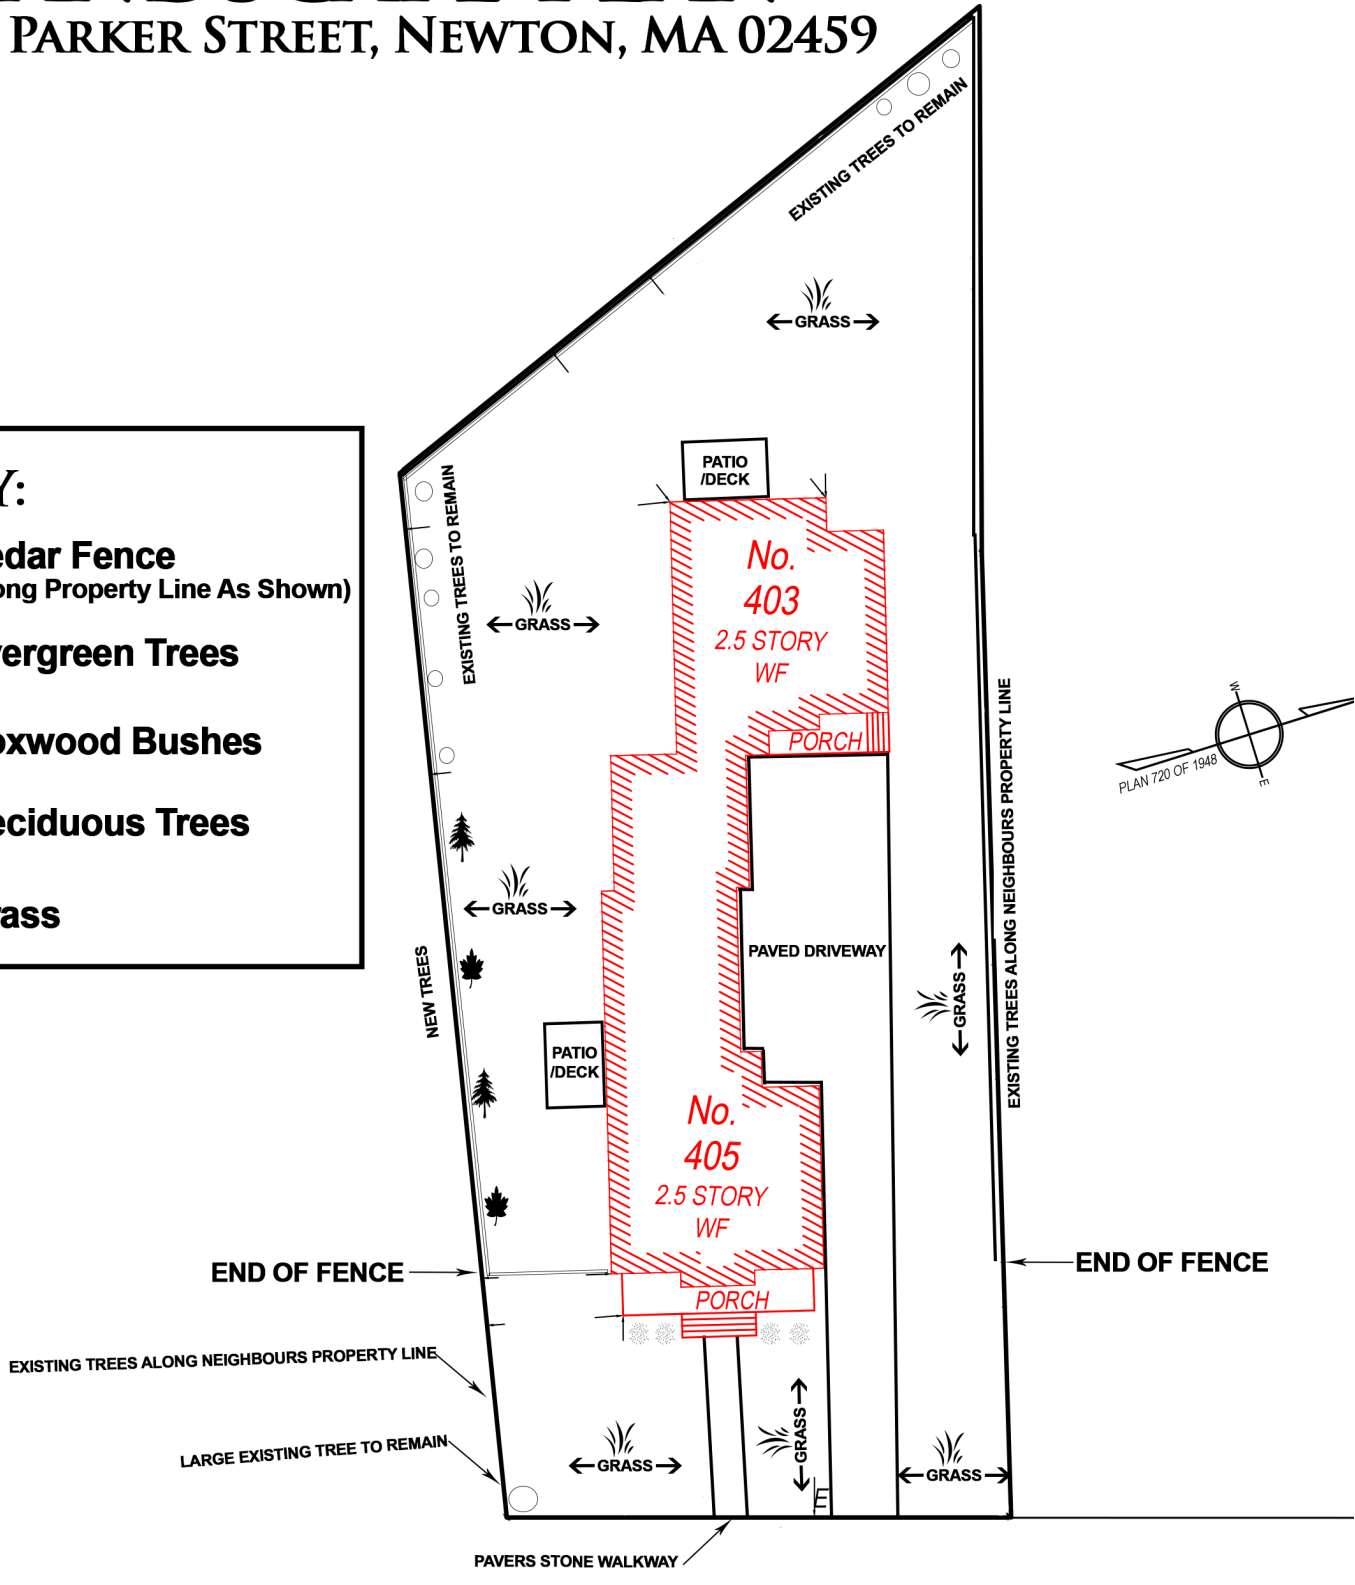 PARKER STREET, NEWTON, MA 02459
EXISTING TREES TO REMAIN
GRASS
Y:
edar Fence
ong Property Line As Shown)
vergreen Trees
oxwood Bushes
eciduous Trees
rass
PATIO
/DECK
EXISTING TREES TO REMAIN
No.
403
2.5 STORY
WF
GRASS
PORCH
EXISTING TREES ALONG NEIGHBOURS PROPERTY LINE
W
PLAN 720 OF 1948
E
GRASS
NEW TREES
PAVED DRIVEWAY
GRASS
PATIO
/DECK
No.
405
2.5 STORY
WF
END OF FENCE
END OF FENCE
PORCH
EXISTING TREES ALONG NEIGHBOURS PROPERTY LINE
LARGE EXISTING TREE TO REMAIN
GRASS
GRASS
GRASS
E
PAVERS STONE WALKWAY